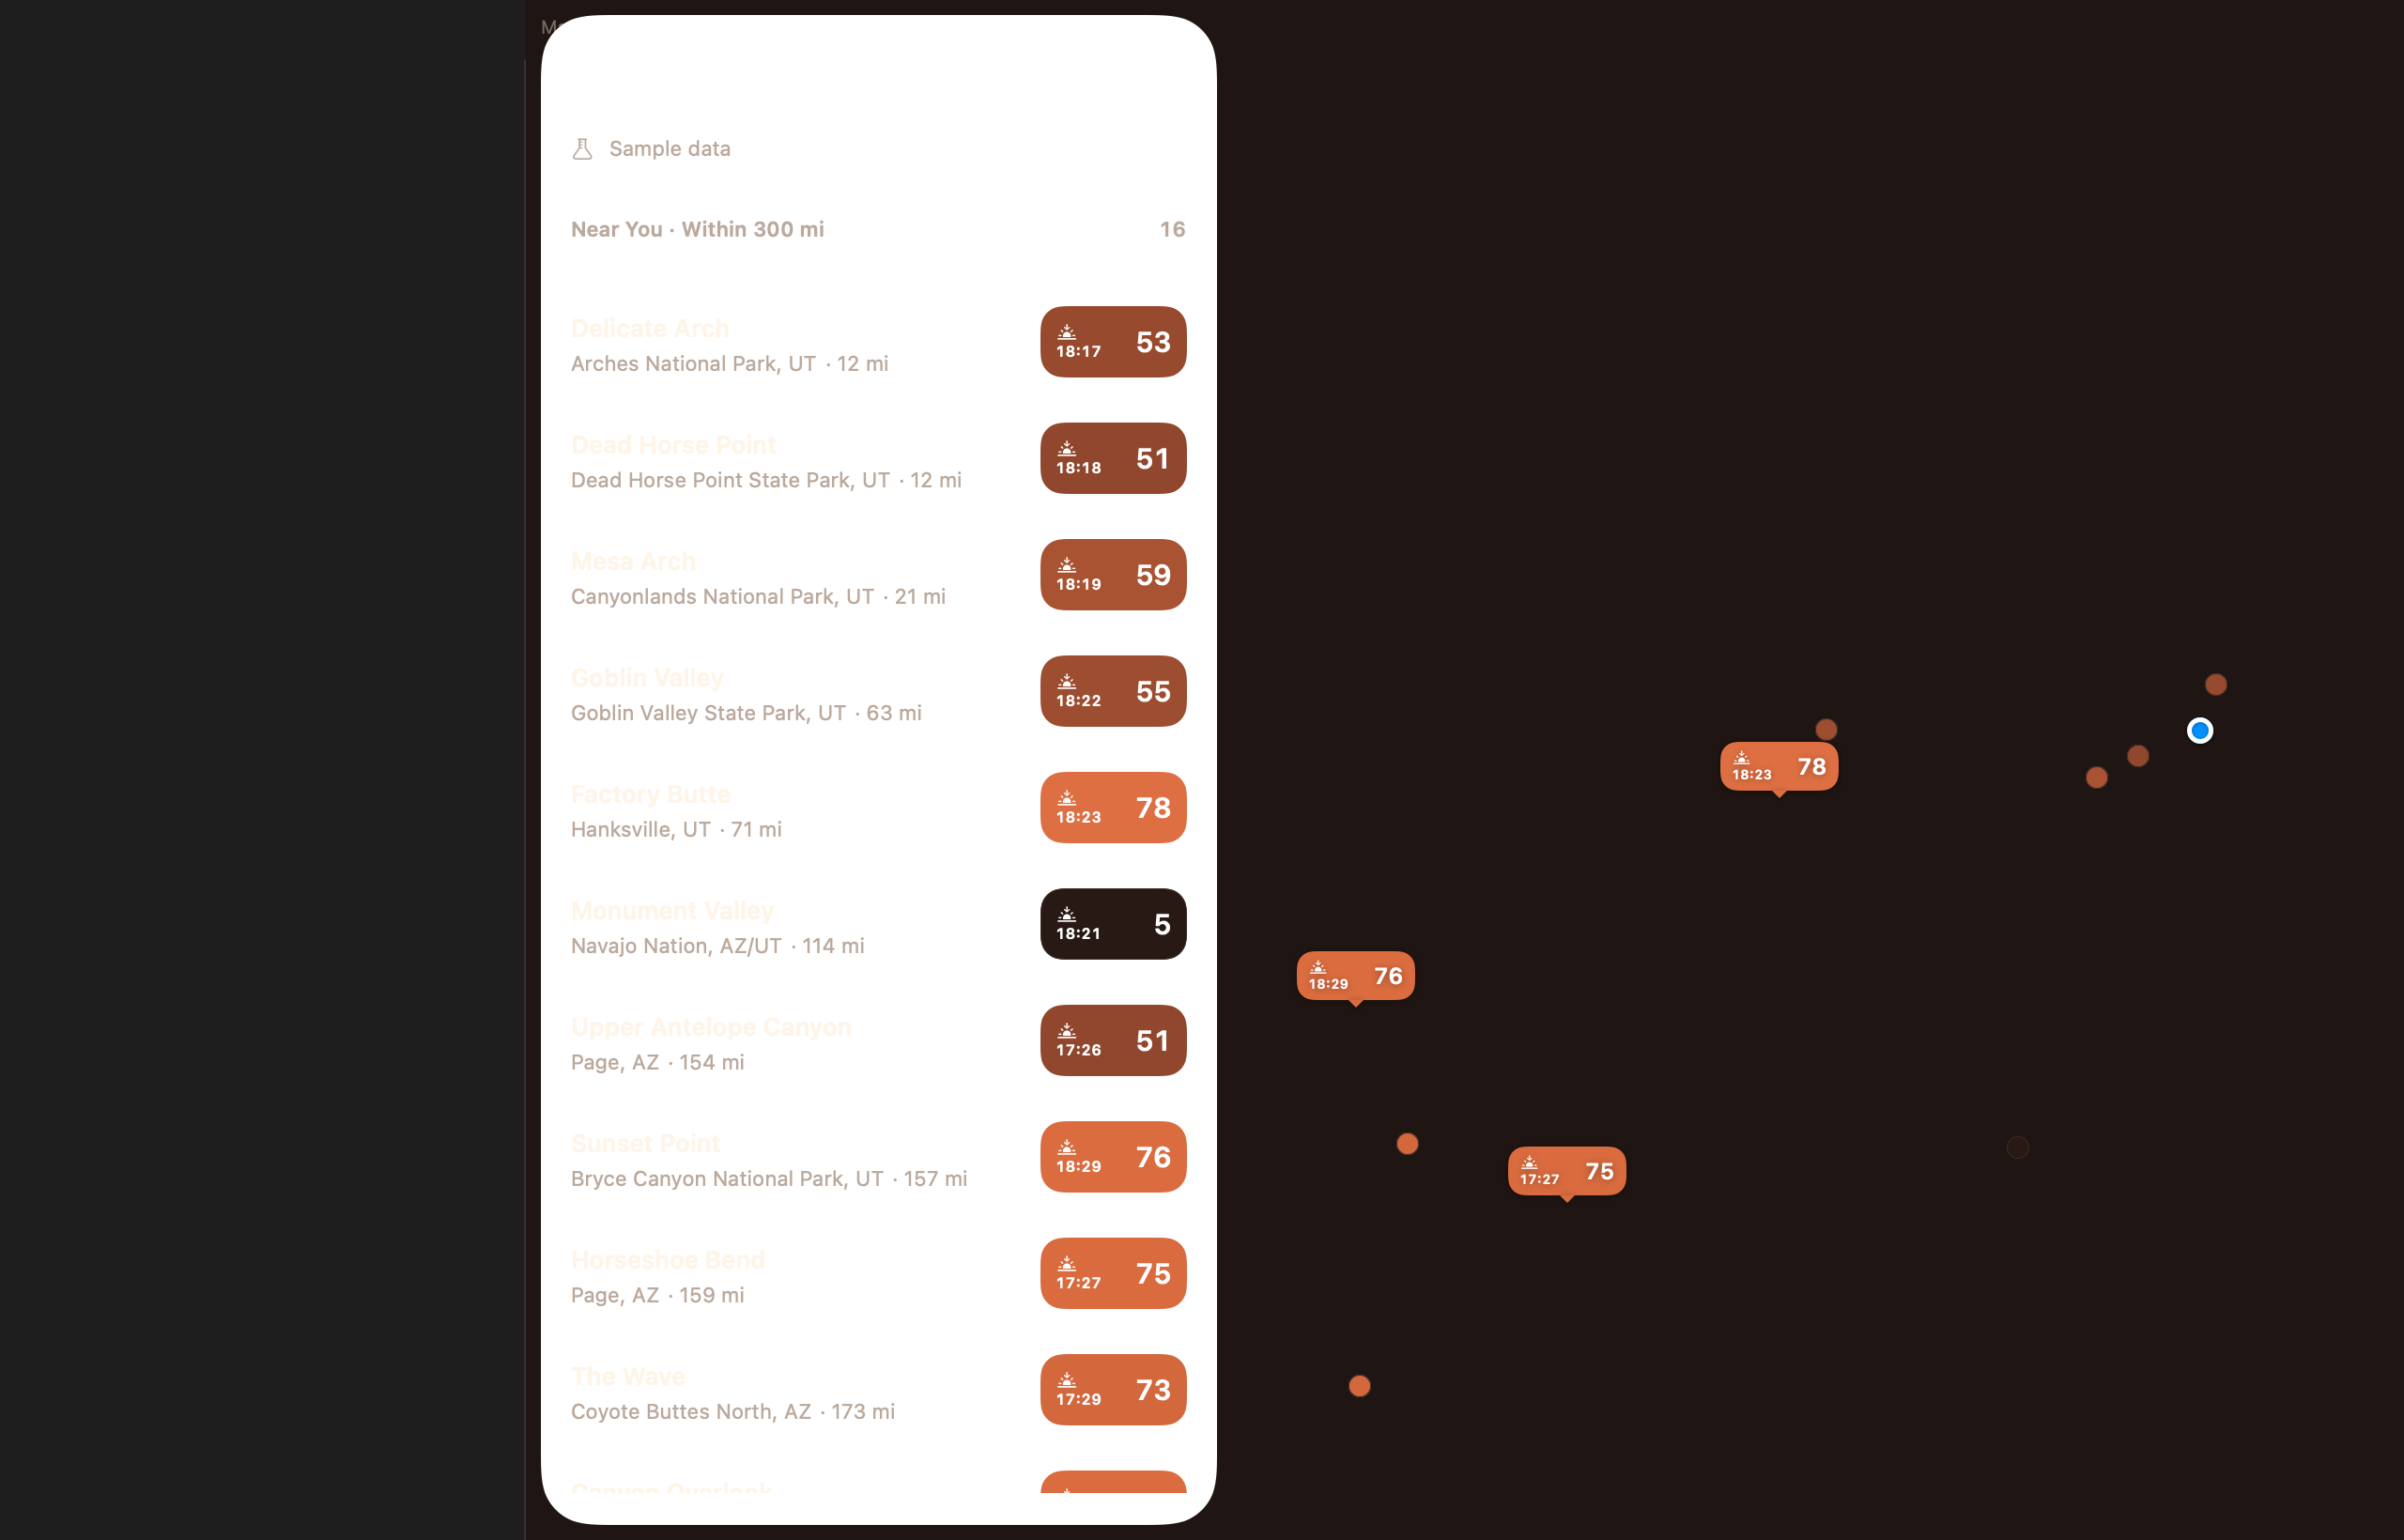 Sample data
Near You · Within 300 mi 16
Delicate Arch
Arches National Park, UT · 12 mi
18:17 53
Dead Horse Point
Dead Horse Point State Park, UT · 12 mi
18:18 51
Mesa Arch
Canyonlands National Park, UT · 21 mi
18:19 59
Goblin Valley
Goblin Valley State Park, UT · 63 mi
18:22 55
Factory Butte
Hanksville, UT · 71 mi
18:23 78
Monument Valley
Navajo Nation, AZ/UT · 114 mi
18:21 5
Upper Antelope Canyon
Page, AZ · 154 mi
17:26 51
Sunset Point
Bryce Canyon National Park, UT · 157 mi
18:29 76
Horseshoe Bend
Page, AZ · 159 mi
17:27 75
The Wave
Coyote Buttes North, AZ · 173 mi
17:29 73
Canyon Overlook
18:23 78
18:29 76
17:27 75